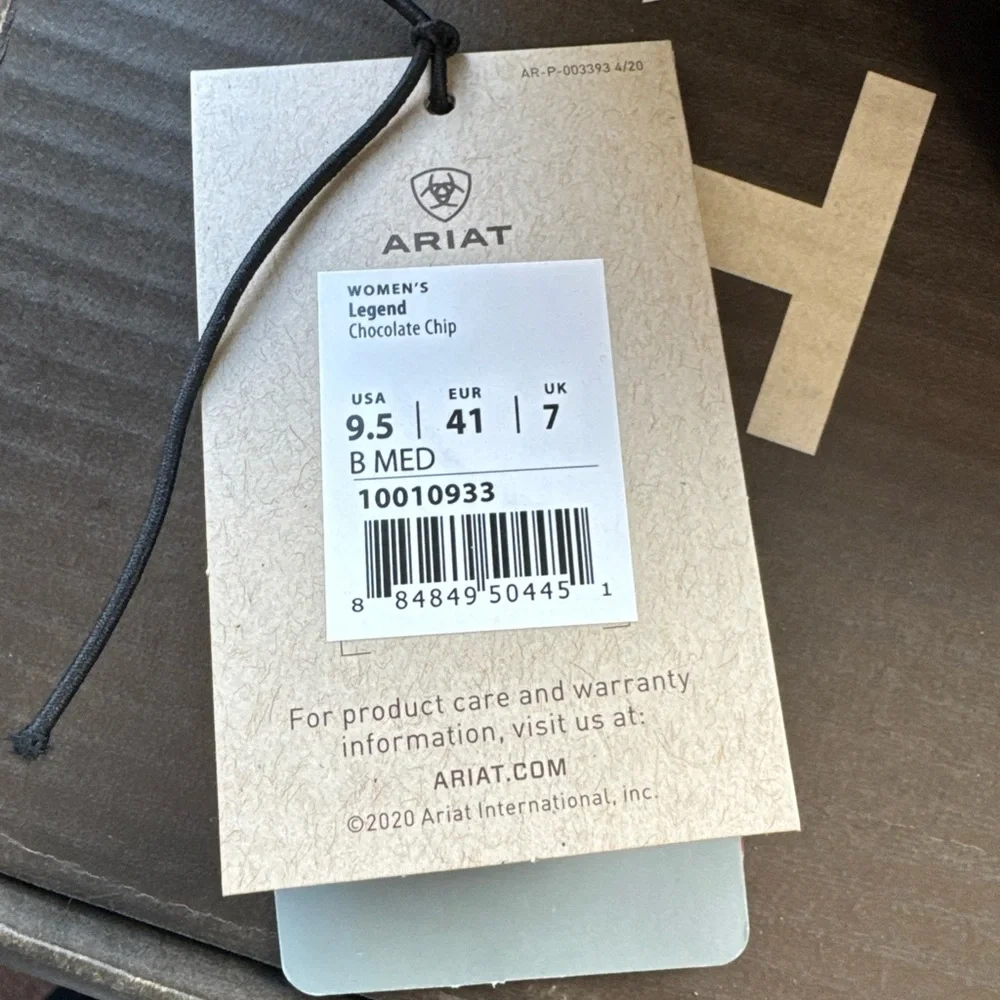 AR-P-003393 4/20
ARIAT
WOMEN'S
Legend
Chocolate Chip
USA EUR UK
9.5 | 41 | 7
B MED
10010933
8 84849 50445 1
For product care and warranty
information, visit us at:
ARIAT.COM
©2020 Ariat International, inc.